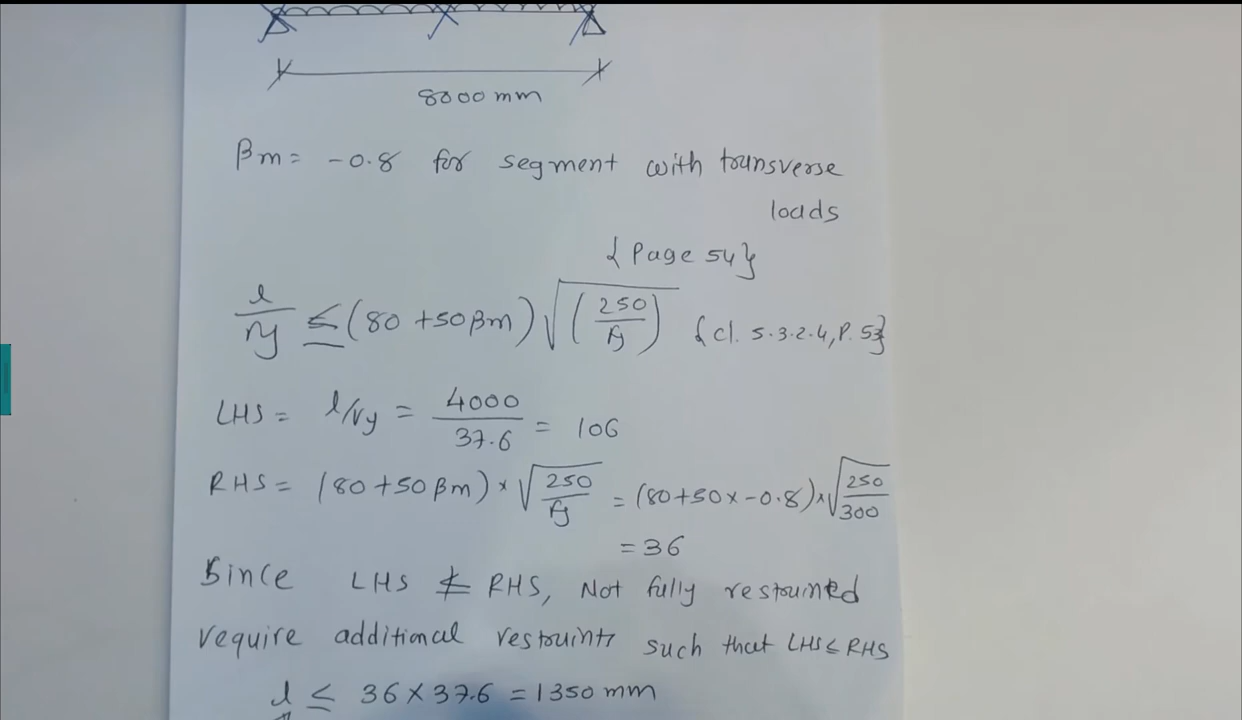 8000 mm
βm = -0.8 for segment with transverse
loads
{Page 54}
l/ry ≤ (80 + 50βm) √(250/fy) {cl. 5.3.2.4, P. 53}
LHS = l/ry = 4000/37.6 = 106
RHS = (80 + 50 βm) × √250/fy = (80 + 50 x -0.8) × √250/300
= 36
Since LHS ≰ RHS, Not fully restrained
require additional restraints such that LHS ≤ RHS
l ≤ 36 × 37.6 = 1350 mm